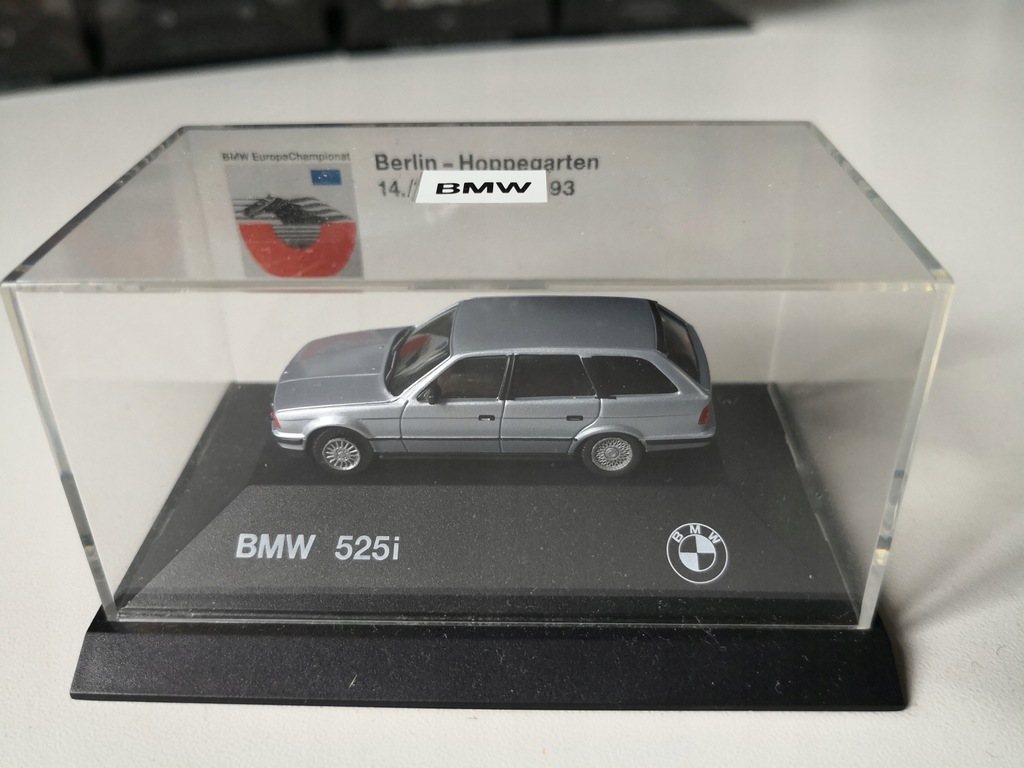 BMW EuropaChampionat
Berlin - Hoppegarten
14./ 93
BMW
BMW 525i
BMW